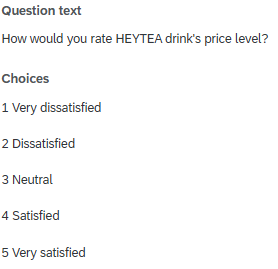 Question text
How would you rate HEYTEA drink's price level?
Choices
1 Very dissatisfied
2 Dissatisfied
3 Neutral
4 Satisfied
5 Very satisfied